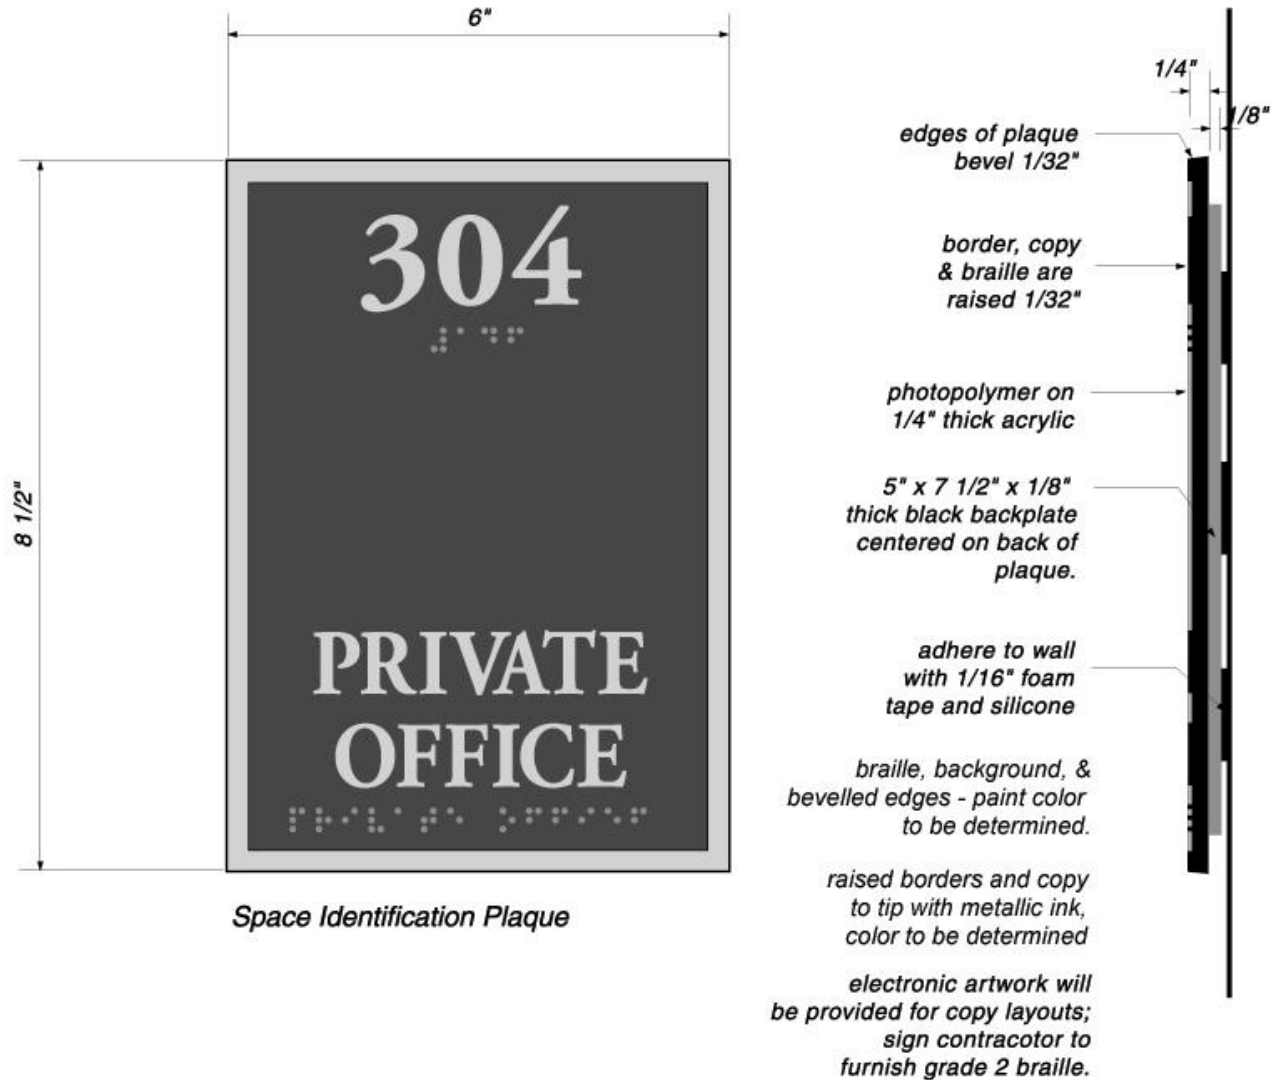 6"
1/4"
1/8"
8 1/2"
304
⠼⠁⠙⠋
PRIVATE
OFFICE
Space Identification Plaque
edges of plaque
bevel 1/32"
border, copy
& braille are
raised 1/32"
photopolymer on
1/4" thick acrylic
5" x 7 1/2" x 1/8"
thick black backplate
centered on back of
plaque.
adhere to wall
with 1/16" foam
tape and silicone
braille, background, &
bevelled edges - paint color
to be determined.
raised borders and copy
to tip with metallic ink,
color to be determined
electronic artwork will
be provided for copy layouts;
sign contracotor to
furnish grade 2 braille.